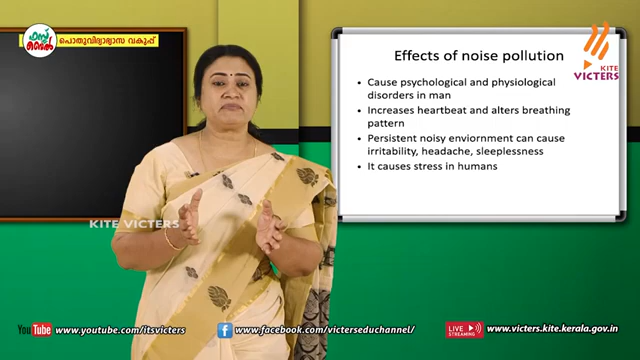 ഫസ്റ്റ് ബെൽ
പൊതുവിദ്യാഭ്യാസ വകുപ്പ്
KITE
VICTERS
Effects of noise pollution
• Cause psychological and physiological
disorders in man
• Increases heartbeat and alters breathing
pattern
• Persistent noisy enviornment can cause
irritability, headache, sleeplessness
• It causes stress in humans
KITE VICTERS
YouTube www.youtube.com/itsvicters
f www.facebook.com/victerseduchannel/
LIVE STREAMING www.victers.kite.kerala.gov.in